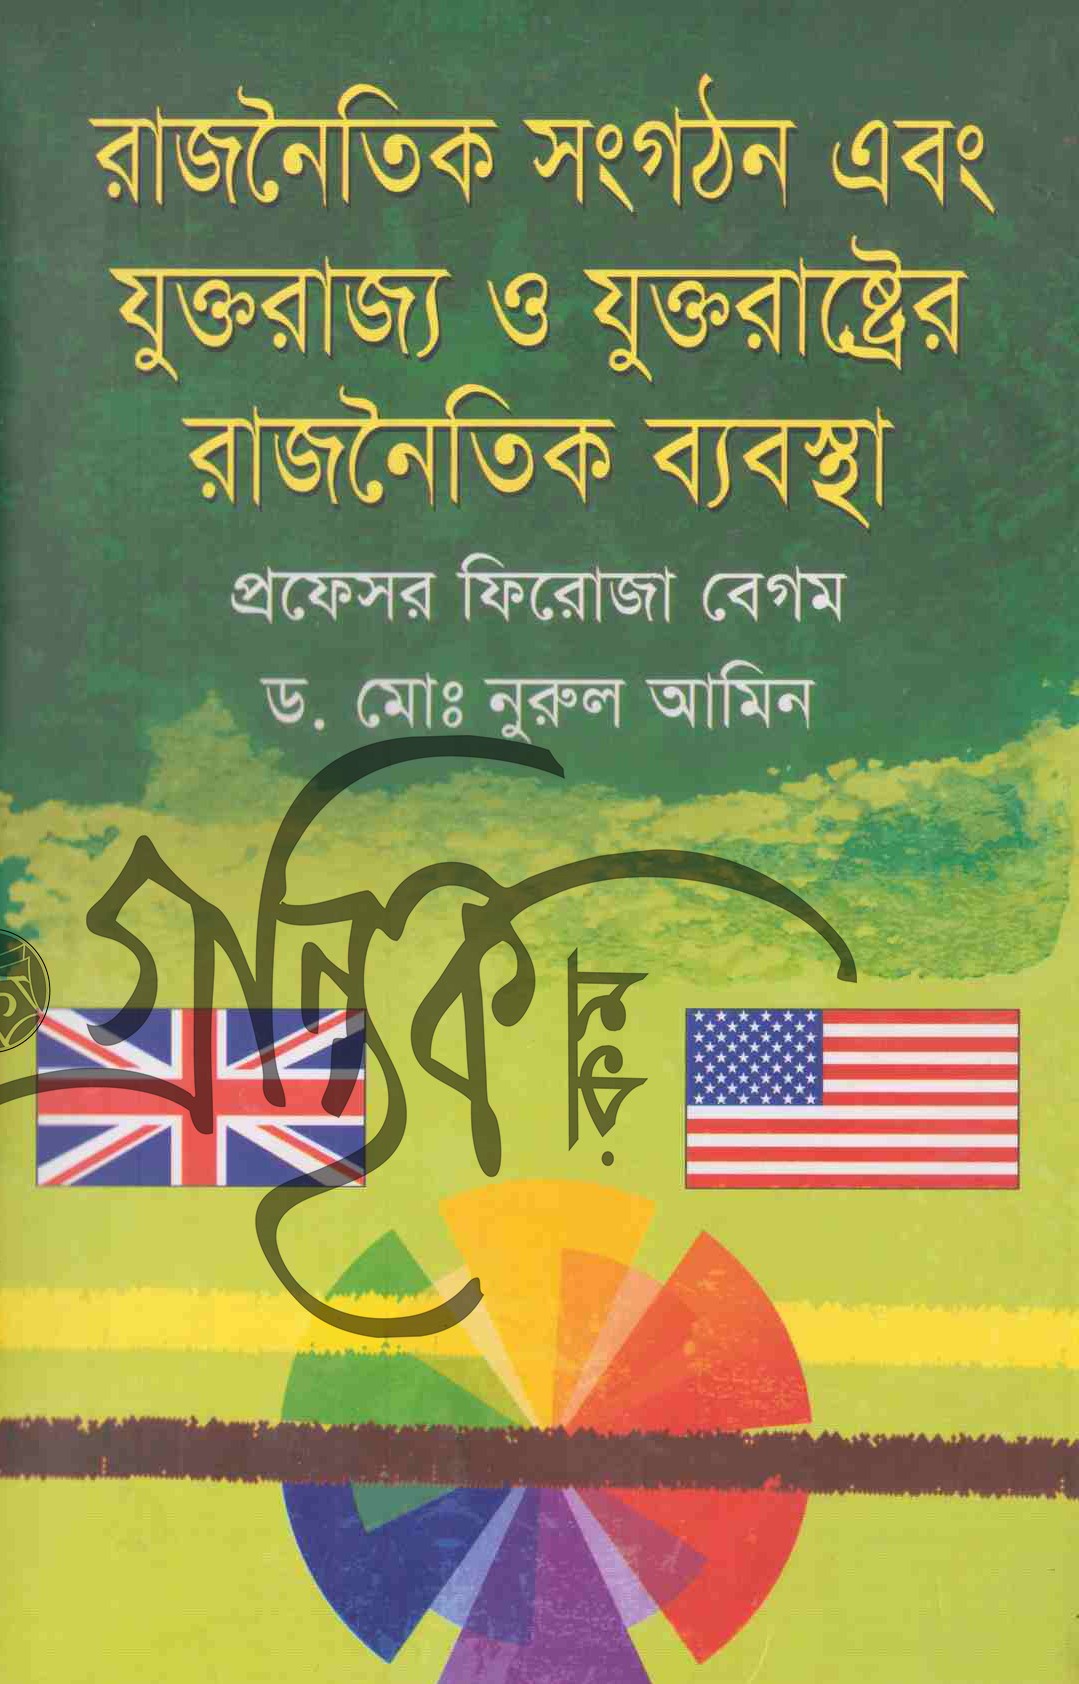 রাজনৈতিক সংগঠন এবং
যুক্তরাজ্য ও যুক্তরাষ্ট্রের
রাজনৈতিক ব্যবস্থা
প্রফেসর ফিরোজা বেগম
ড. মোঃ নুরুল আমিন